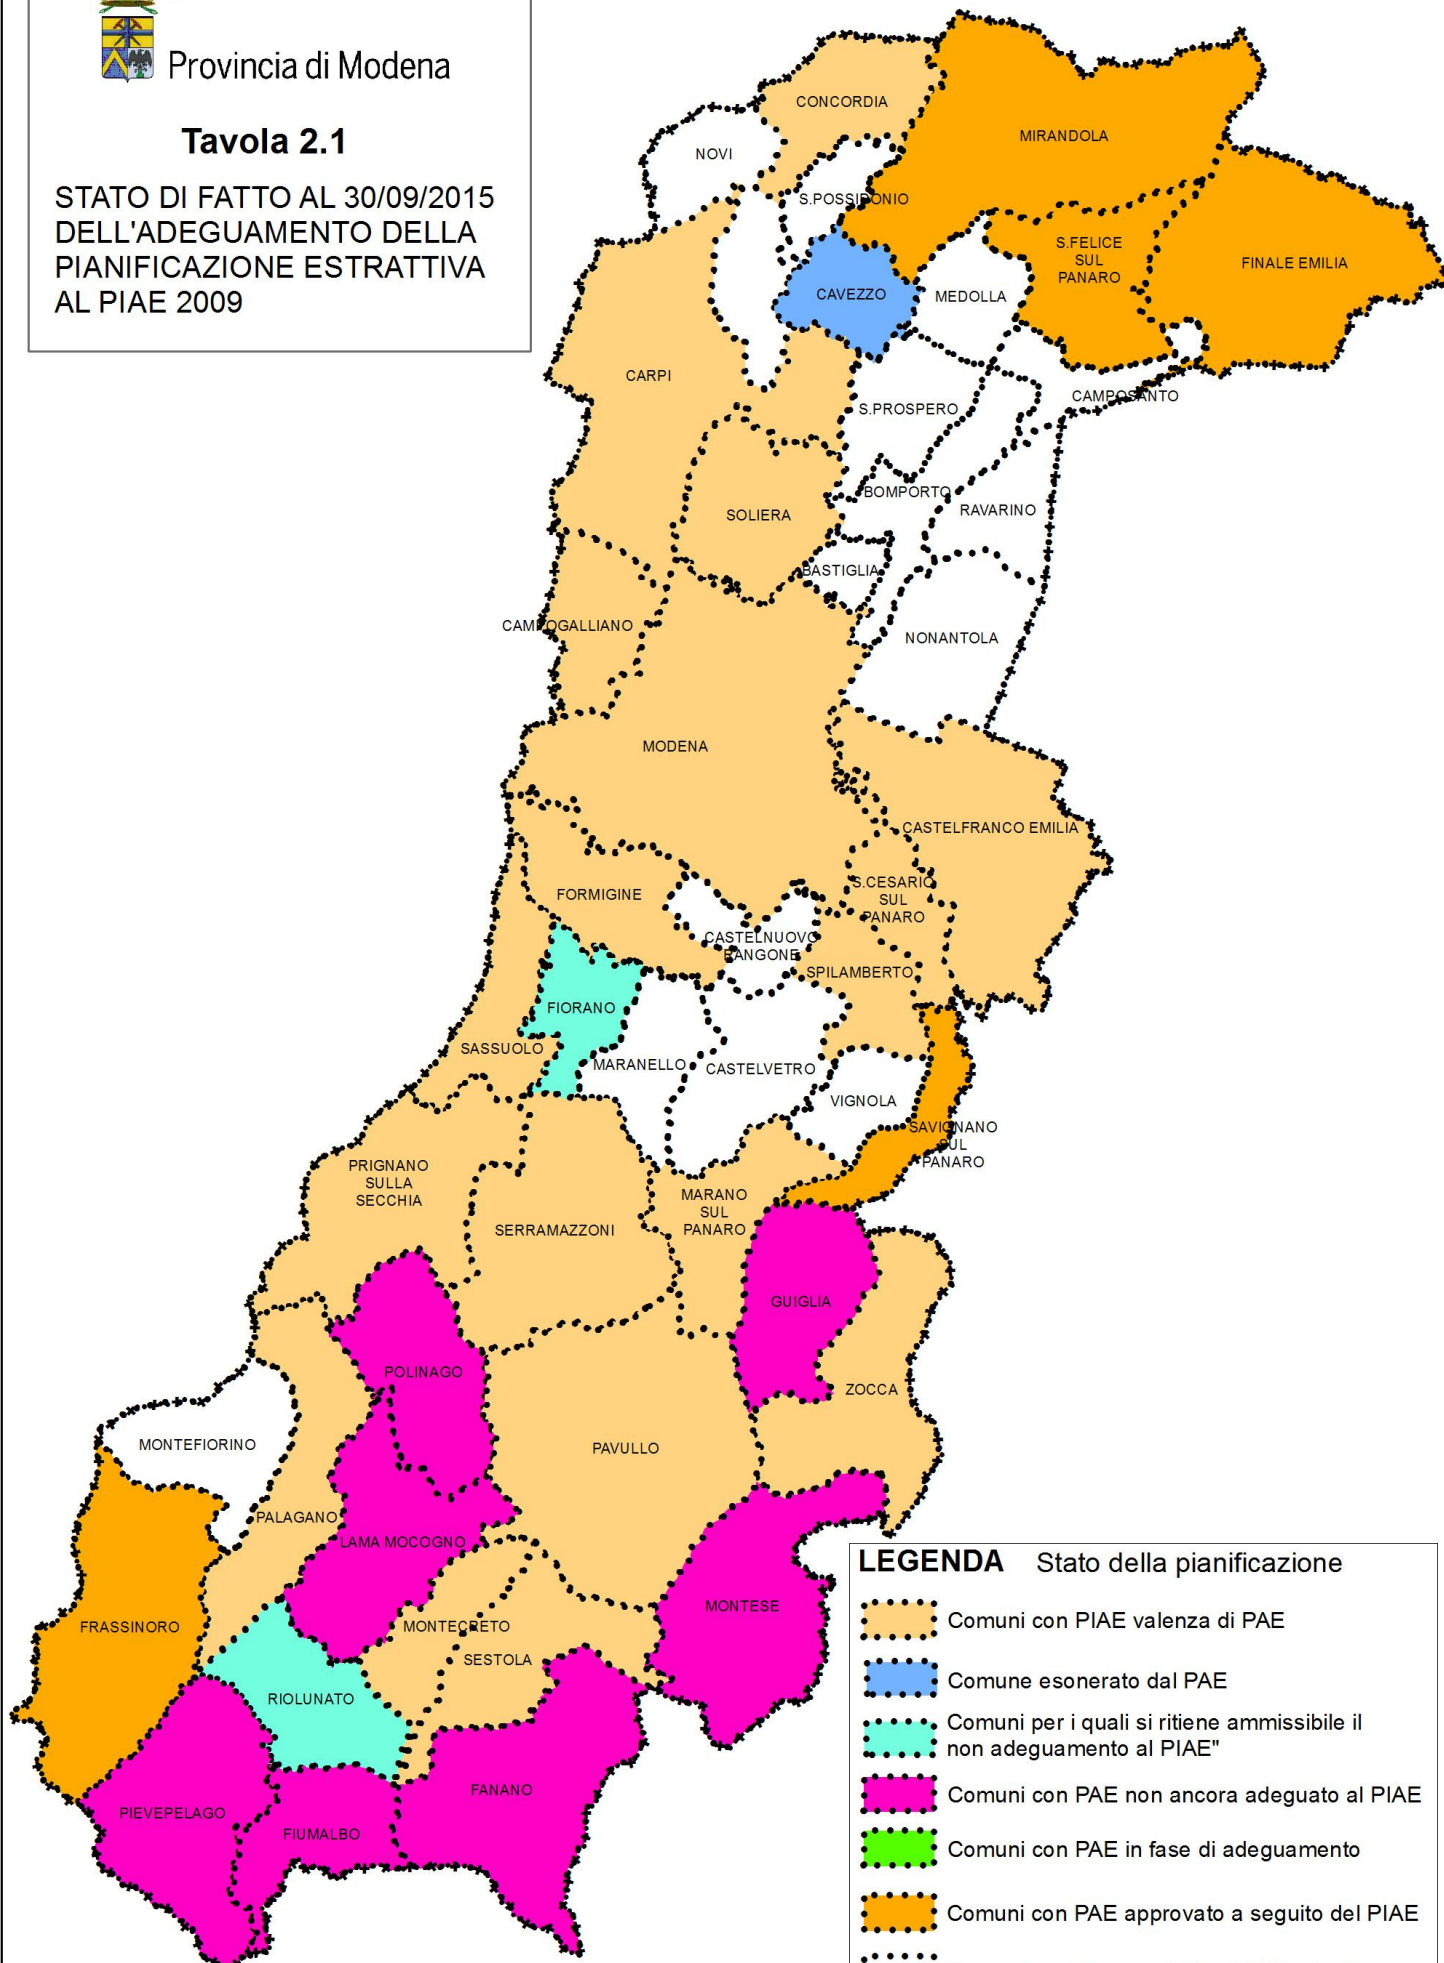 Provincia di Modena
Tavola 2.1
STATO DI FATTO AL 30/09/2015
DELL'ADEGUAMENTO DELLA
PIANIFICAZIONE ESTRATTIVA
AL PIAE 2009
CONCORDIA
MIRANDOLA
NOVI
S.POSSIDONIO
S.FELICE
SUL
PANARO
FINALE EMILIA
CAVEZZO
MEDOLLA
CARPI
CAMPOSANTO
S.PROSPERO
BOMPORTO
RAVARINO
SOLIERA
BASTIGLIA
CAMPOGALLIANO
NONANTOLA
MODENA
CASTELFRANCO EMILIA
FORMIGINE
S.CESARIO
SUL
PANARO
CASTELNUOVO
RANGONE
SPILAMBERTO
FIORANO
SASSUOLO
MARANELLO
CASTELVETRO
VIGNOLA
SAVIGNANO
SUL
PANARO
PRIGNANO
SULLA
SECCHIA
MARANO
SUL
PANARO
SERRAMAZZONI
GUIGLIA
POLINAGO
ZOCCA
MONTEFIORINO
PAVULLO
PALAGANO
LAMA MOCOGNO
MONTESE
FRASSINORO
MONTECRETO
SESTOLA
RIOLUNATO
FANANO
PIEVEPELAGO
FIUMALBO
LEGENDA Stato della pianificazione
Comuni con PIAE valenza di PAE
Comune esonerato dal PAE
Comuni per i quali si ritiene ammissibile il
non adeguamento al PIAE"
Comuni con PAE non ancora adeguato al PIAE
Comuni con PAE in fase di adeguamento
Comuni con PAE approvato a seguito del PIAE